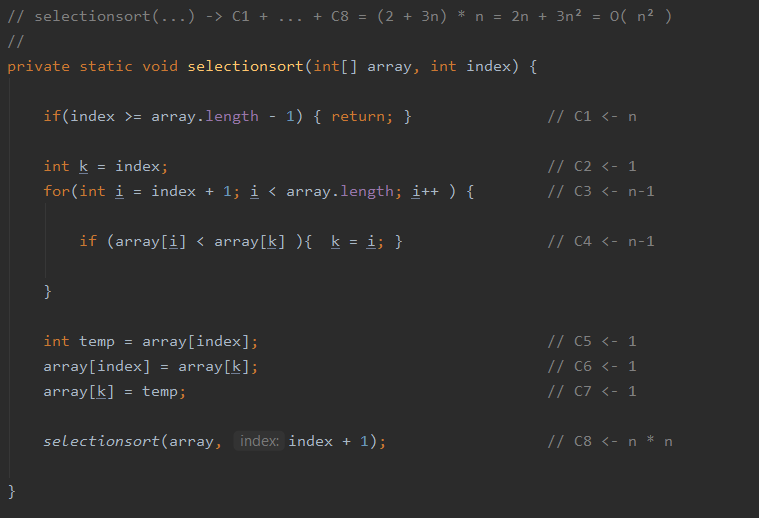 // selectionsort(...) -> C1 + ... + C8 = (2 + 3n) * n = 2n + 3n² = O( n² )
//
private static void selectionsort(int[] array, int index) {
if(index >= array.length - 1) { return; } // C1 <- n
int k = index; // C2 <- 1
for(int i = index + 1; i < array.length; i++ ) { // C3 <- n-1
if (array[i] < array[k] ){ k = i; } // C4 <- n-1
}
int temp = array[index]; // C5 <- 1
array[index] = array[k]; // C6 <- 1
array[k] = temp; // C7 <- 1
selectionsort(array, index: index + 1); // C8 <- n * n
}